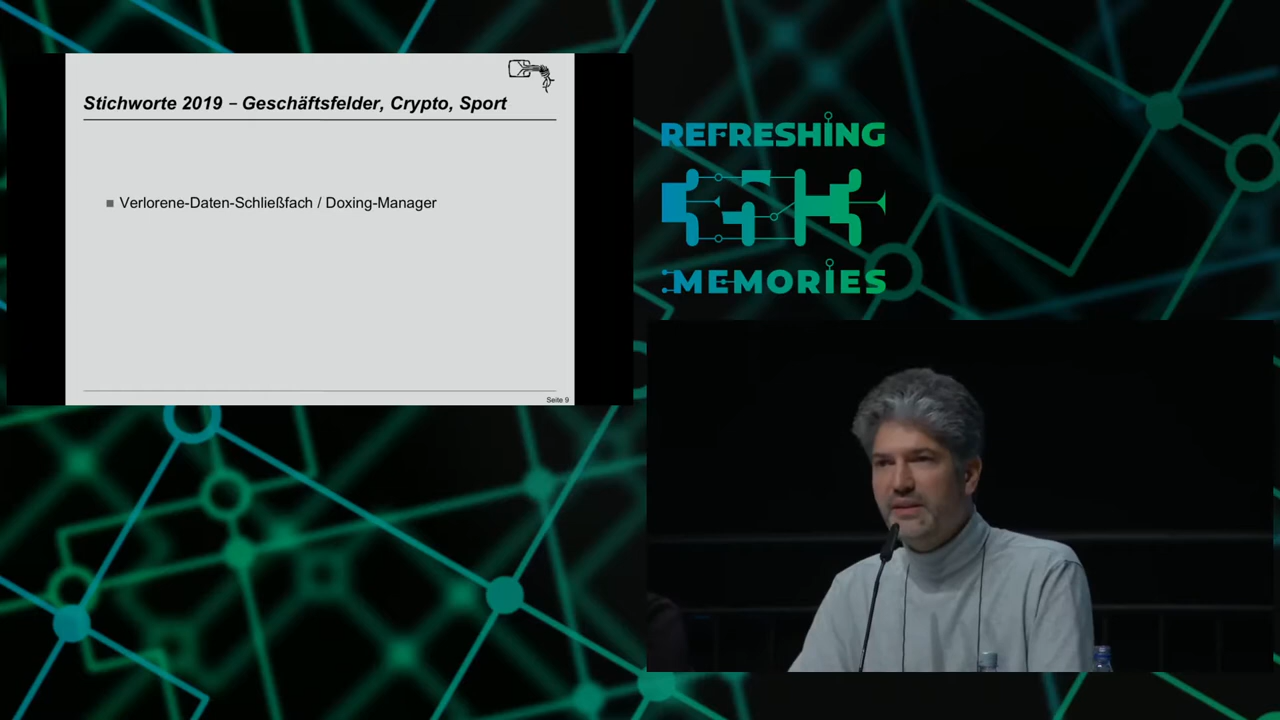 Stichworte 2019 – Geschäftsfelder, Crypto, Sport
Verlorene-Daten-Schließfach / Doxing-Manager
Seite 9
REFRESHING
MEMORIES